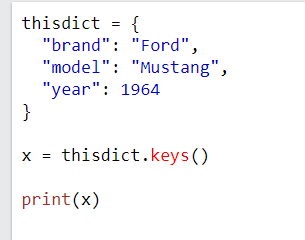 thisdict = {
  "brand": "Ford",
  "model": "Mustang",
  "year": 1964
}
x = thisdict.keys()
print(x)